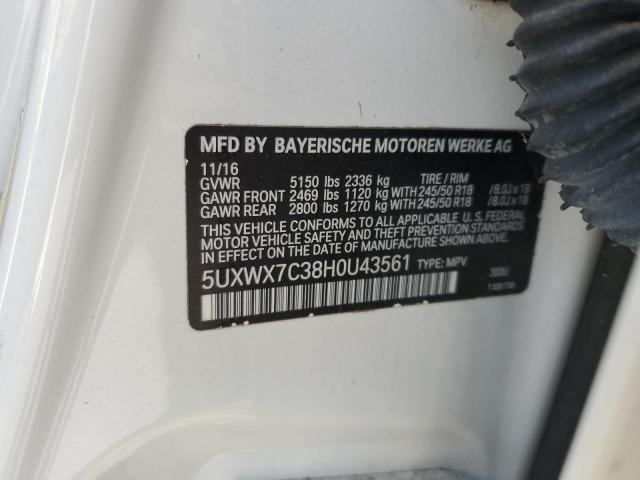 MFD BY BAYERISCHE MOTOREN WERKE AG
11/16
GVWR 5150 lbs 2336 kg TIRE / RIM
GAWR FRONT 2469 lbs 1120 kg WITH 245/50 R18 /8.0J x 18
GAWR REAR 2800 lbs 1270 kg WITH 245/50 R18 /8.0J x 18
THIS VEHICLE CONFORMS TO ALL APPLICABLE U.S. FEDERAL
MOTOR VEHICLE SAFETY AND THEFT PREVENTION STANDARDS
IN EFFECT ON THE DATE OF MANUFACTURE SHOWN ABOVE.
5UXWX7C38H0U43561 TYPE: MPV 300U